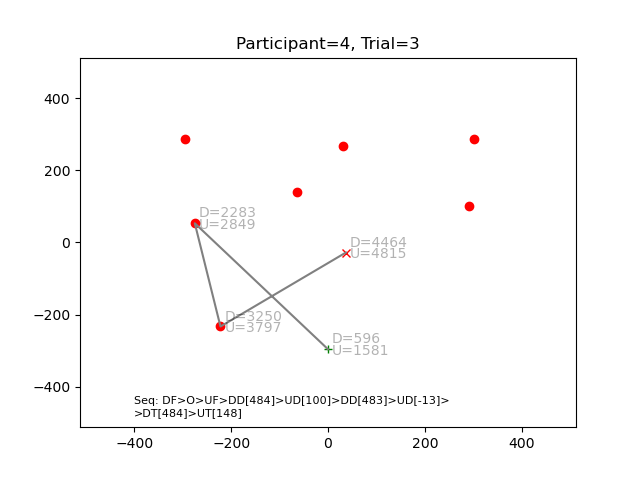 Participant=4, Trial=3
400
200
0
−200
−400
D=2283
U=2849
D=4464
U=4815
D=3250
U=3797
D=596
U=1581
Seq: DF>O>UF>DD[484]>UD[100]>DD[483]>UD[-13]>
>DT[484]>UT[148]
−400 −200 0 200 400